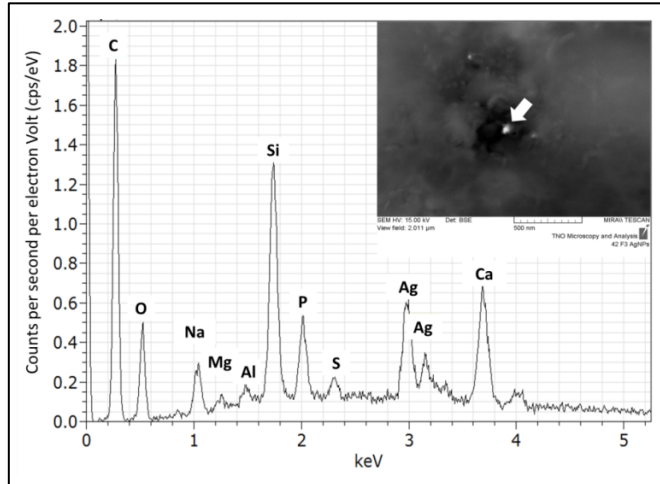 Counts per second per electron Volt (cps/eV)
2.0
1.8
1.6
1.4
1.2
1.0
0.8
0.6
0.4
0.2
0.0
C
O
Na
Mg
Al
Si
P
S
Ag
Ag
Ca
SEM HV: 15.00 kV Det: BSE MIRA\\ TESCAN
View field: 2.011 µm 500 nm
TNO Microscopy and Analysis
42 F3 AgNPs
0 1 2 3 4 5
keV